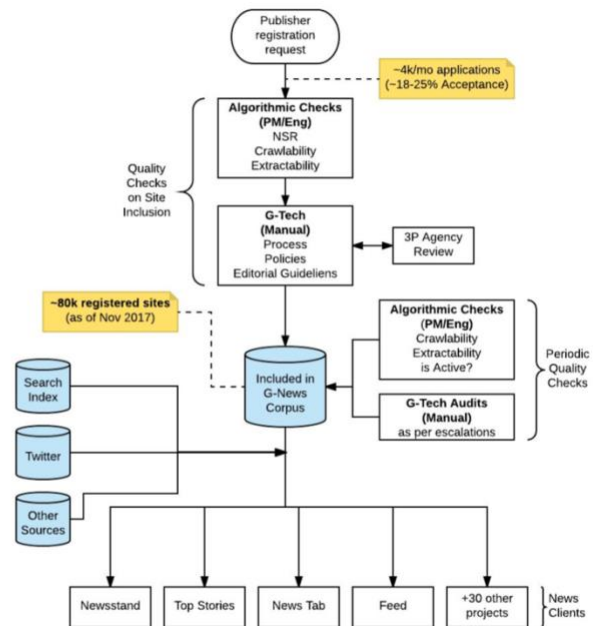 Publisher
registration
request
~4k/mo applications
(~18-25% Acceptance)
Algorithmic Checks
(PM/Eng)
NSR
Crawlability
Extractability
Quality
Checks
on Site
Inclusion
G-Tech
(Manual)
Process
Policies
Editorial Guideliens
3P Agency
Review
~80k registered sites
(as of Nov 2017)
Algorithmic Checks
(PM/Eng)
Crawlability
Extractability
is Active?
Periodic
Quality
Checks
G-Tech Audits
(Manual)
as per escalations
Included in
G-News
Corpus
Search
Index
Twitter
Other
Sources
Newsstand
Top Stories
News Tab
Feed
+30 other
projects
News
Clients